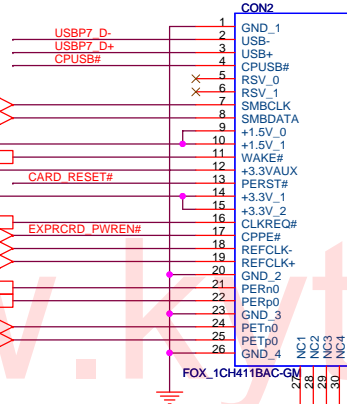 CON2
1 GND_1
USBP7_D- 2 USB-
USBP7_D+ 3 USB+
CPUSB# 4 CPUSB#
5 RSV_0
6 RSV_1
7 SMBCLK
8 SMBDATA
9 +1.5V_0
10 +1.5V_1
11 WAKE#
12 +3.3VAUX
CARD_RESET# 13 PERST#
14 +3.3V_1
15 +3.3V_2
16 CLKREQ#
EXPRCRD_PWREN# 17 CPPE#
18 REFCLK-
19 REFCLK+
20 GND_2
21 PERn0
22 PERp0
23 GND_3
24 PETn0
25 PETp0
26 GND_4
NC1 NC2 NC3 NC4
FOX_1CH411BAC-GM
27 28 29 30
w.kyt